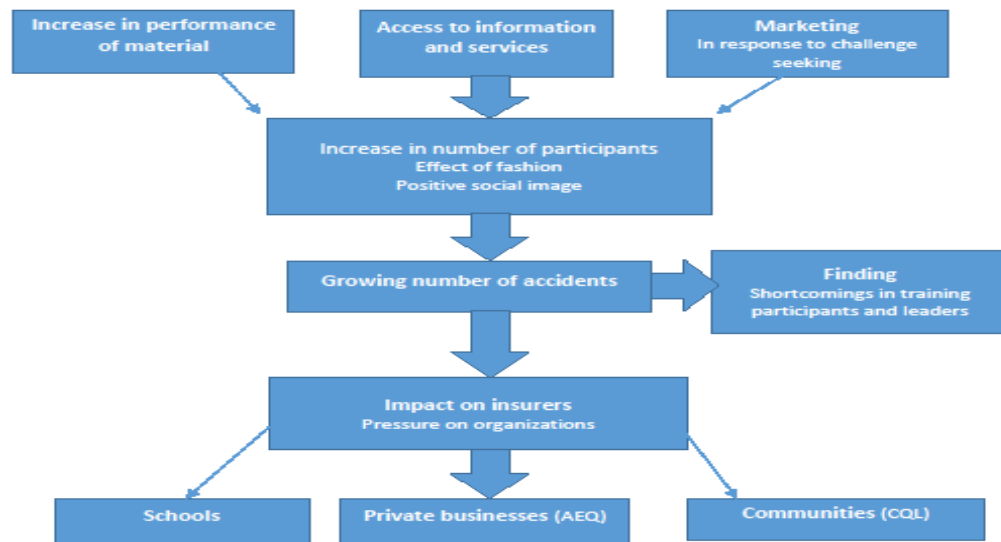 Increase in performance
of material
Access to information
and services
Marketing
In response to challenge
seeking
Increase in number of participants
Effect of fashion
Positive social image
Growing number of accidents
Finding
Shortcomings in training
participants and leaders
Impact on insurers
Pressure on organizations
Schools
Private businesses (AEQ)
Communities (CQL)